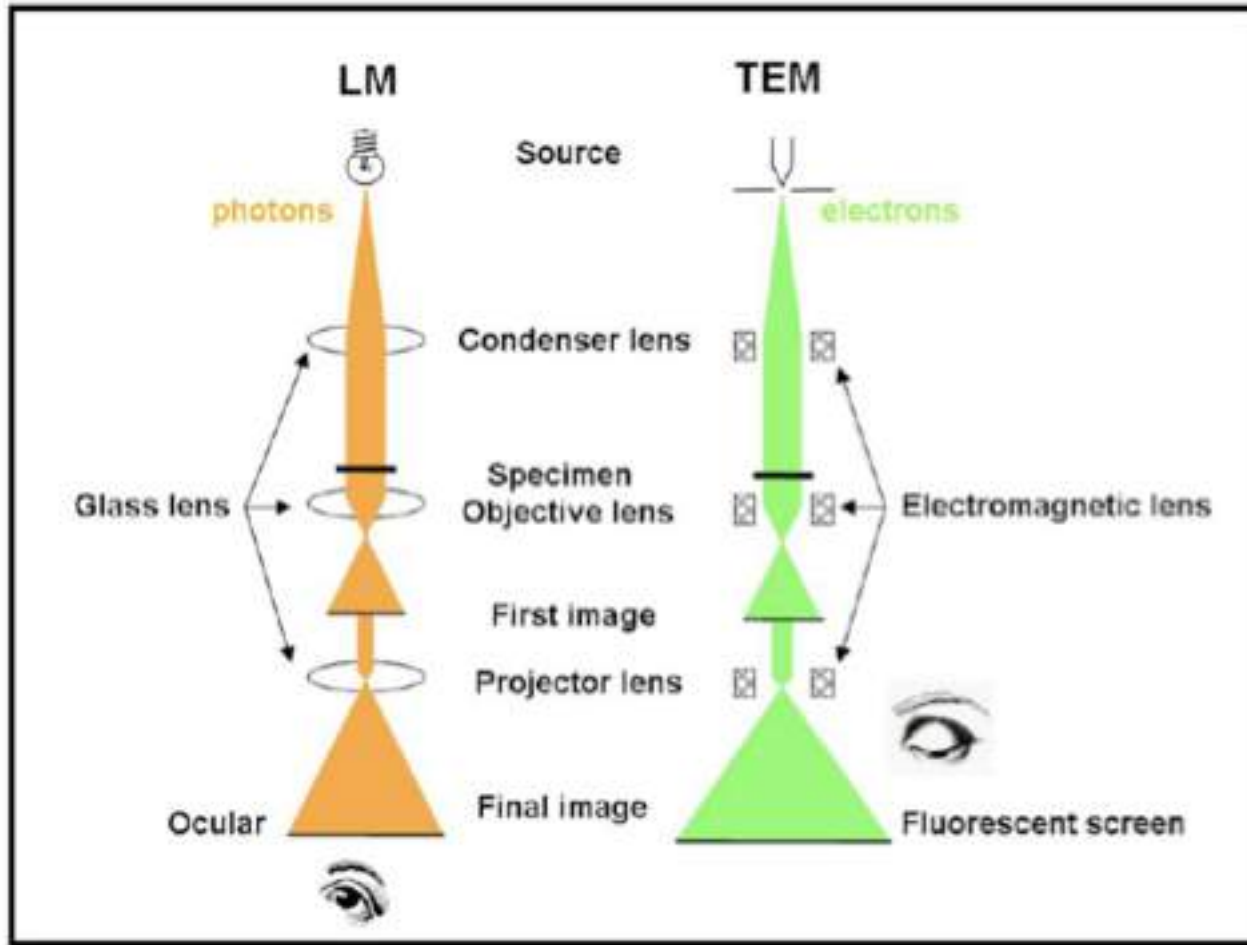 LM
TEM
Source
photons
electrons
Condenser lens
Specimen
Glass lens
Objective lens
Electromagnetic lens
First image
Projector lens
Final image
Ocular
Fluorescent screen